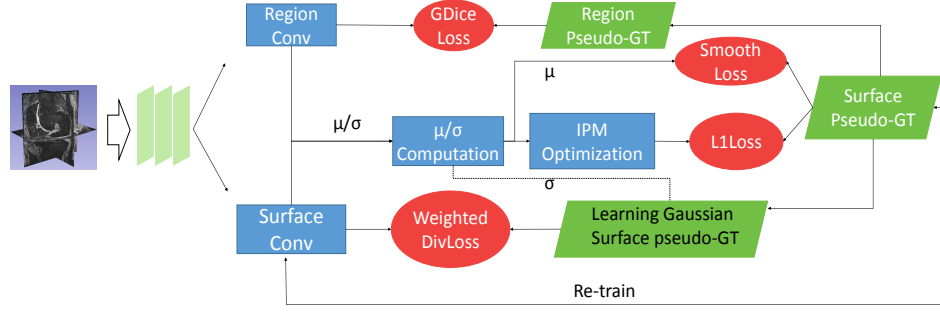 Region
Conv
GDice
Loss
Region
Pseudo-GT
Smooth
Loss
μ
Surface
Pseudo-GT
μ/σ
μ/σ
Computation
IPM
Optimization
L1Loss
σ
Surface
Conv
Weighted
DivLoss
Learning Gaussian
Surface pseudo-GT
Re-train